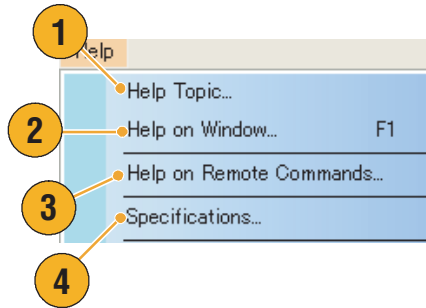 1
Help
Help Topic...
2
Help on Window... F1
Help on Remote Commands...
3
Specifications...
4